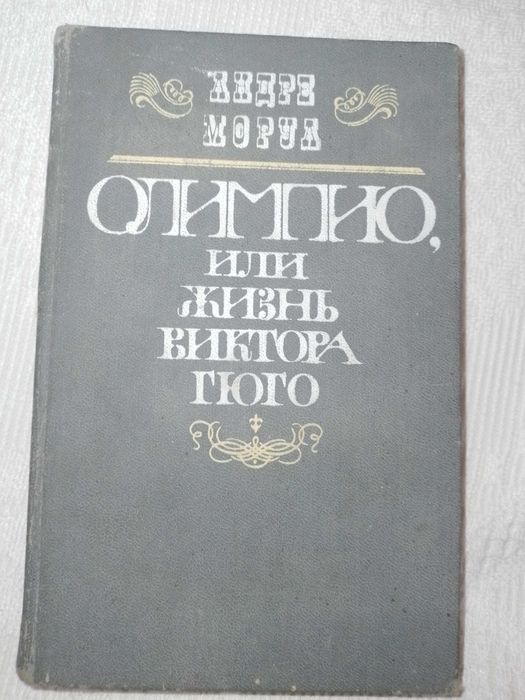 АНДРЕ
МОРУА
ОЛИМПИО,
ИЛИ
ЖИЗНЬ
ВИКТОРА
ГЮГО